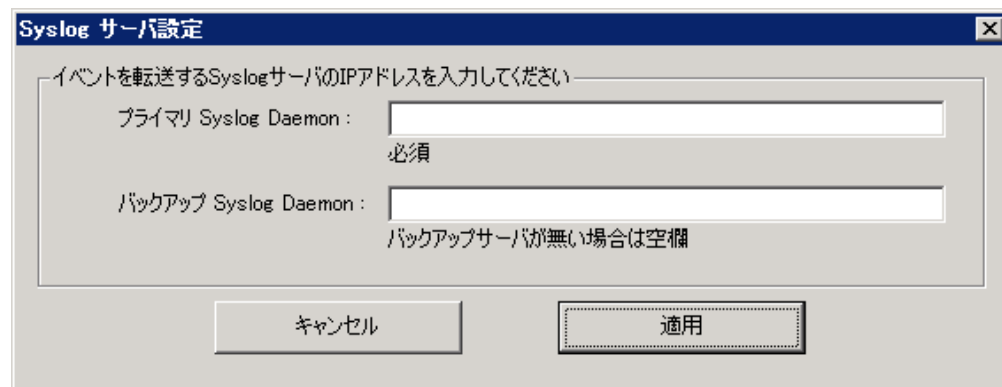 Syslog サーバ設定
イベントを転送するSyslogサーバのIPアドレスを入力してください
プライマリ Syslog Daemon :
必須
バックアップ Syslog Daemon :
バックアップサーバが無い場合は空欄
キャンセル
適用